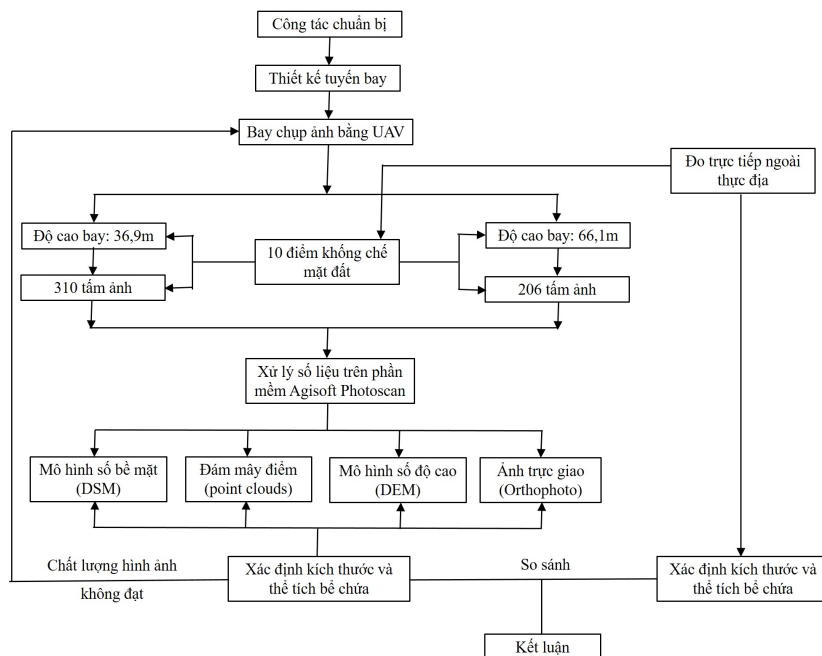 Công tác chuẩn bị
Thiết kế tuyến bay
Bay chụp ảnh bằng UAV
Đo trực tiếp ngoài
thực địa
Độ cao bay: 36,9m
10 điểm khống chế
mặt đất
Độ cao bay: 66,1m
310 tấm ảnh
206 tấm ảnh
Xử lý số liệu trên phần
mềm Agisoft Photoscan
Mô hình số bề mặt
(DSM)
Đám mây điểm
(point clouds)
Mô hình số độ cao
(DEM)
Ảnh trực giao
(Orthophoto)
Chất lượng hình ảnh
không đạt
Xác định kích thước và
thể tích bể chứa
So sánh
Xác định kích thước và
thể tích bể chứa
Kết luận